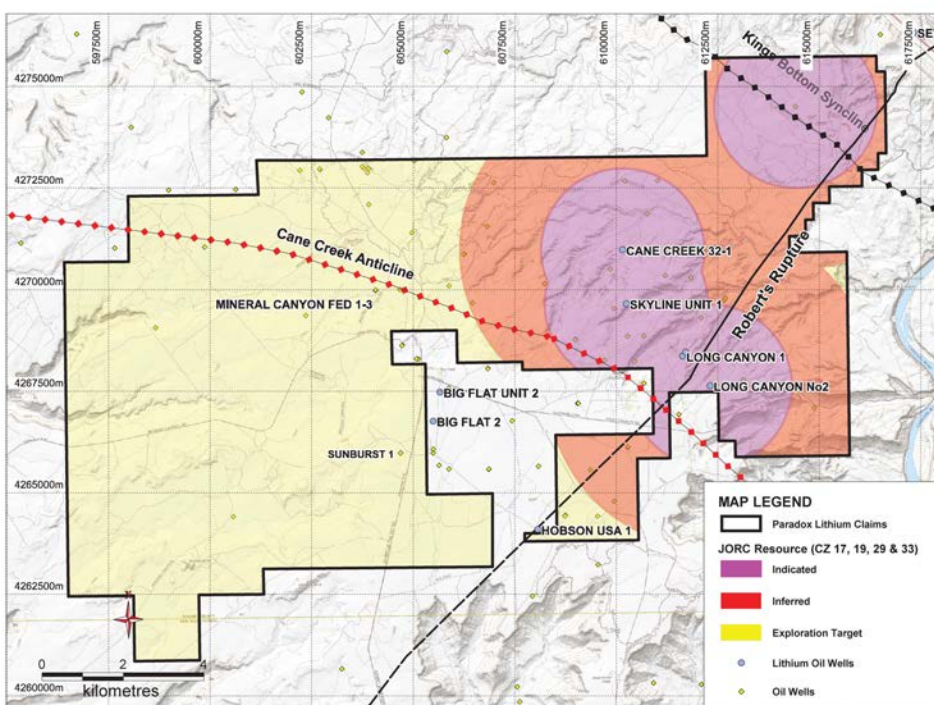 597500m
600000m
602500m
605000m
607500m
610000m
612500m
615000m
617500m
SE
4275000m
4272500m
4270000m
4267500m
4265000m
4262500m
4260000m
Kings Bottom Syncline
Cane Creek Anticline
Robert's Rupture
CANE CREEK 32-1
MINERAL CANYON FED 1-3
SKYLINE UNIT 1
LONG CANYON 1
LONG CANYON No2
BIG FLAT UNIT 2
BIG FLAT 2
SUNBURST 1
HOBSON USA 1
N
0 2 4
kilometres
MAP LEGEND
Paradox Lithium Claims
JORC Resource (CZ 17, 19, 29 & 33)
Indicated
Inferred
Exploration Target
Lithium Oil Wells
Oil Wells